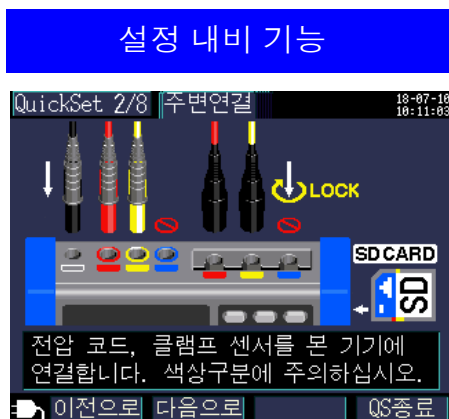 설정 내비 기능
QuickSet 2/8 주변연결 18-07-10
10:11:03
LOCK
SD CARD
SD
전압 코드, 클램프 센서를 본 기기에
연결합니다. 색상구분에 주의하십시오.
이전으로 다음으로 QS종료